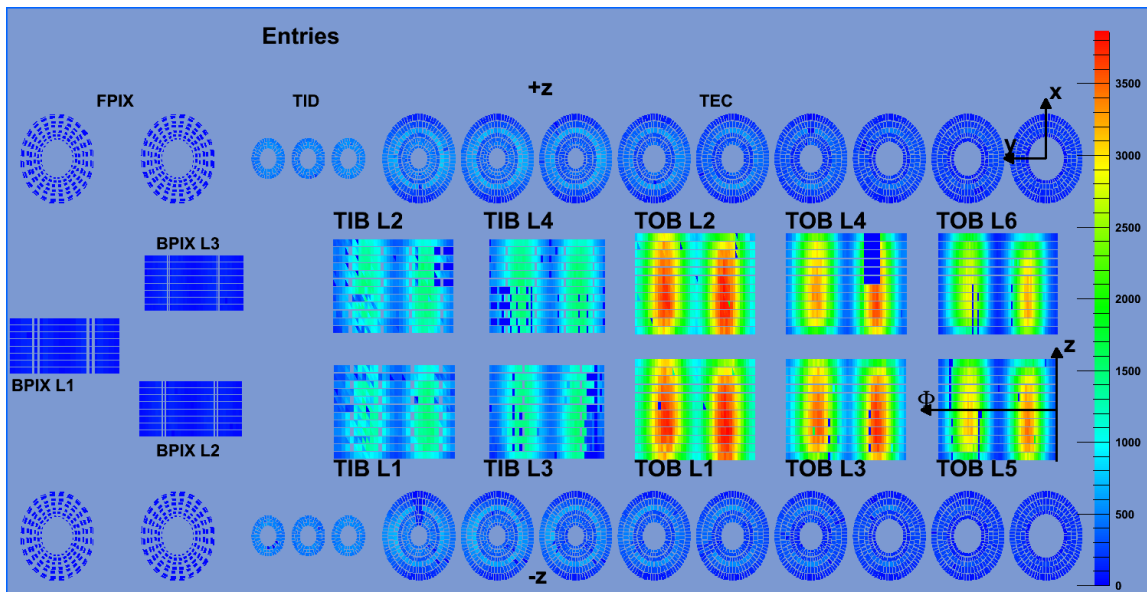 Entries
+z
FPIX
TID
TEC
x
y
TIB L2
TIB L4
TOB L2
TOB L4
TOB L6
BPIX L3
BPIX L1
BPIX L2
z
Φ
TIB L1
TIB L3
TOB L1
TOB L3
TOB L5
-z
3500
3000
2500
2000
1500
1000
500
0